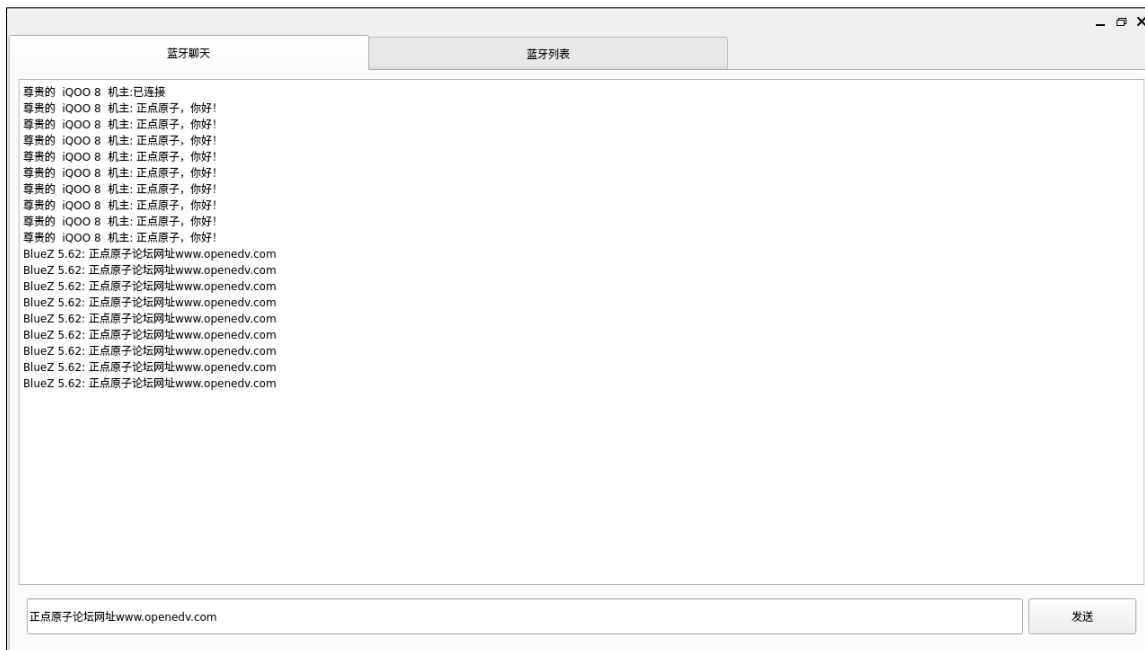 蓝牙聊天
蓝牙列表
尊贵的 iQOO 8 机主:已连接
尊贵的 iQOO 8 机主: 正点原子，你好！
尊贵的 iQOO 8 机主: 正点原子，你好！
尊贵的 iQOO 8 机主: 正点原子，你好！
尊贵的 iQOO 8 机主: 正点原子，你好！
尊贵的 iQOO 8 机主: 正点原子，你好！
尊贵的 iQOO 8 机主: 正点原子，你好！
尊贵的 iQOO 8 机主: 正点原子，你好！
尊贵的 iQOO 8 机主: 正点原子，你好！
尊贵的 iQOO 8 机主: 正点原子，你好！
BlueZ 5.62: 正点原子论坛网址www.openedv.com
BlueZ 5.62: 正点原子论坛网址www.openedv.com
BlueZ 5.62: 正点原子论坛网址www.openedv.com
BlueZ 5.62: 正点原子论坛网址www.openedv.com
BlueZ 5.62: 正点原子论坛网址www.openedv.com
BlueZ 5.62: 正点原子论坛网址www.openedv.com
BlueZ 5.62: 正点原子论坛网址www.openedv.com
BlueZ 5.62: 正点原子论坛网址www.openedv.com
BlueZ 5.62: 正点原子论坛网址www.openedv.com
正点原子论坛网址www.openedv.com
发送